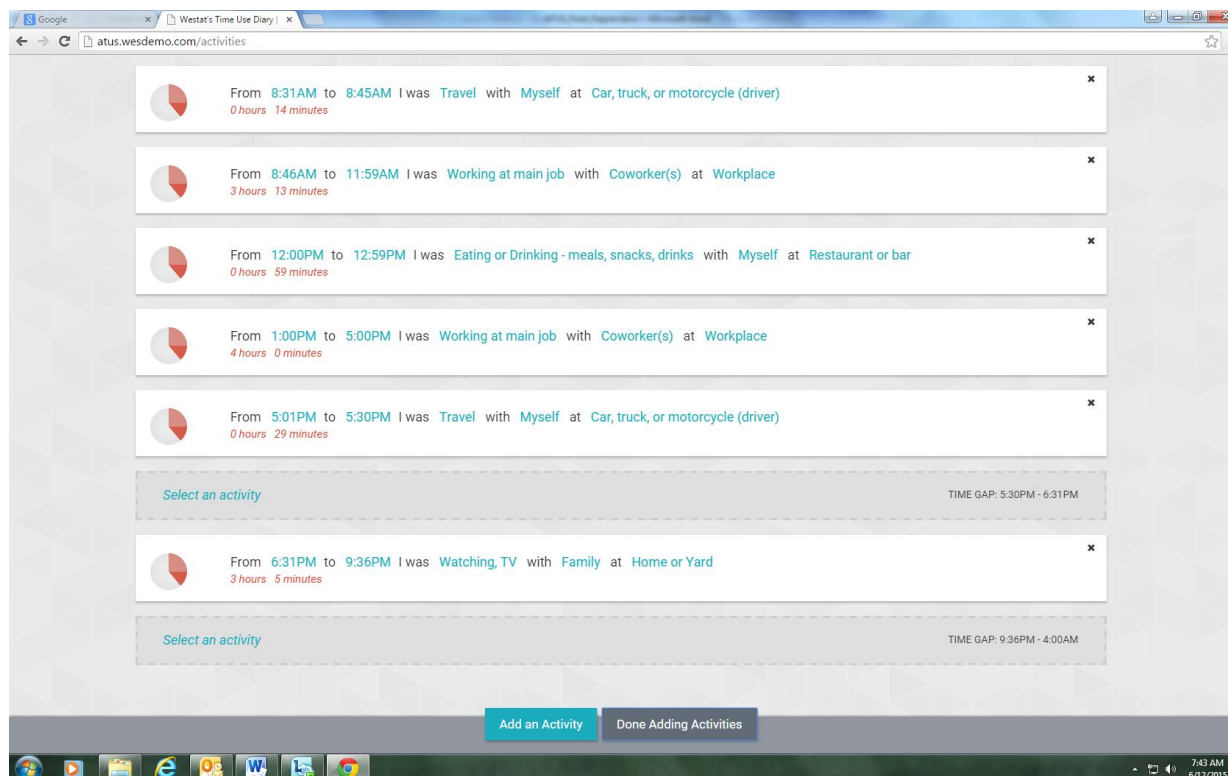 Google
Westat's Time Use Diary |
atus.wesdemo.com/activities
From 8:31AM to 8:45AM I was Travel with Myself at Car, truck, or motorcycle (driver)
0 hours 14 minutes
From 8:46AM to 11:59AM I was Working at main job with Coworker(s) at Workplace
3 hours 13 minutes
From 12:00PM to 12:59PM I was Eating or Drinking - meals, snacks, drinks with Myself at Restaurant or bar
0 hours 59 minutes
From 1:00PM to 5:00PM I was Working at main job with Coworker(s) at Workplace
4 hours 0 minutes
From 5:01PM to 5:30PM I was Travel with Myself at Car, truck, or motorcycle (driver)
0 hours 29 minutes
Select an activity TIME GAP: 5:30PM - 6:31PM
From 6:31PM to 9:36PM I was Watching, TV with Family at Home or Yard
3 hours 5 minutes
Select an activity TIME GAP: 9:36PM - 4:00AM
Add an Activity Done Adding Activities
7:43 AM
6/12/2015